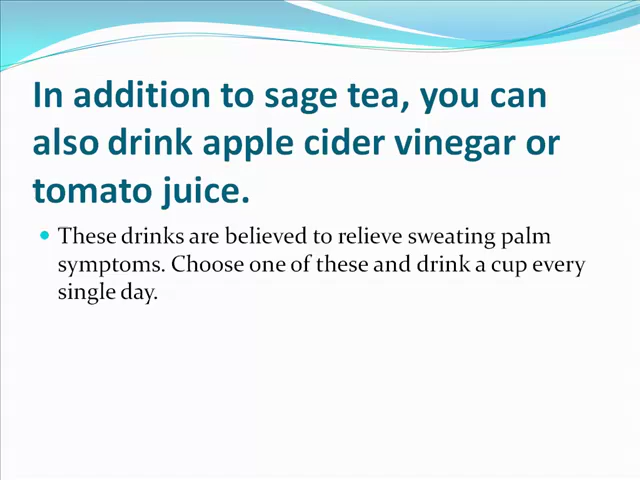 In addition to sage tea, you can
also drink apple cider vinegar or
tomato juice.
These drinks are believed to relieve sweating palm
symptoms. Choose one of these and drink a cup every
single day.